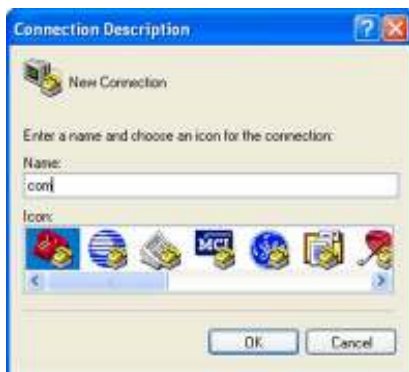 Connection Description
New Connection
Enter a name and choose an icon for the connection:
Name:
com
Icon:
MCI
OK
Cancel